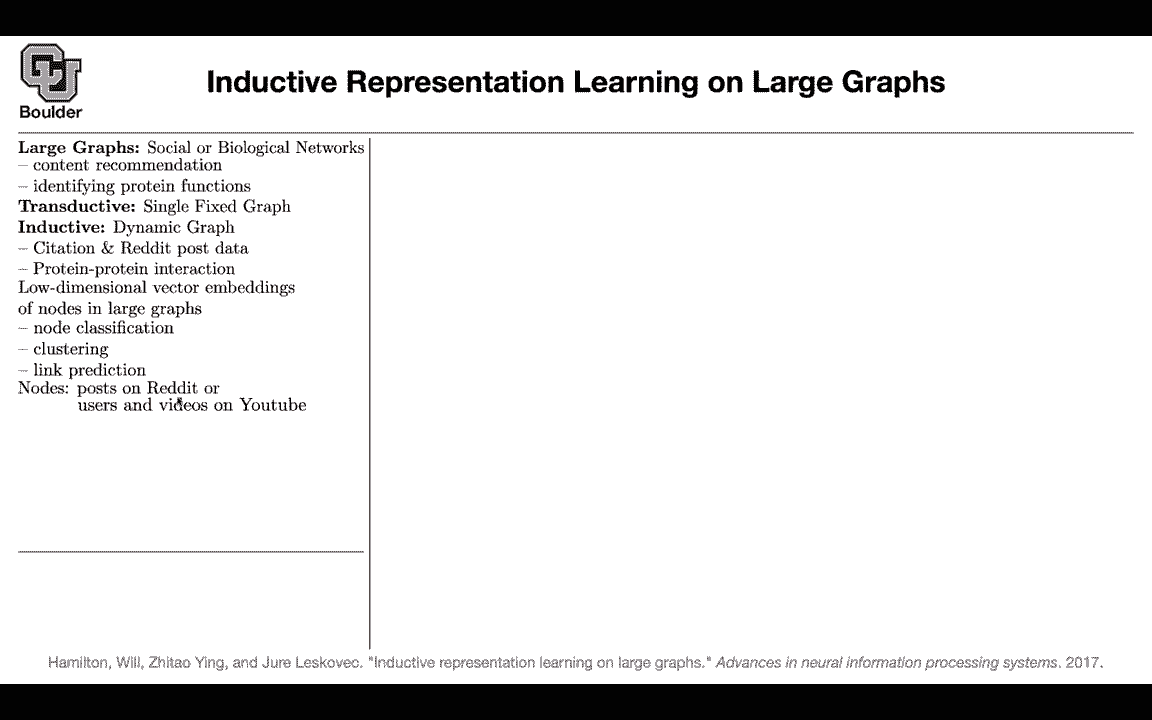 Boulder
Inductive Representation Learning on Large Graphs
Large Graphs: Social or Biological Networks
– content recommendation
– identifying protein functions
Transductive: Single Fixed Graph
Inductive: Dynamic Graph
– Citation & Reddit post data
– Protein-protein interaction
Low-dimensional vector embeddings
of nodes in large graphs
– node classification
– clustering
– link prediction
Nodes: posts on Reddit or
users and videos on Youtube
Hamilton, Will, Zhitao Ying, and Jure Leskovec. "Inductive representation learning on large graphs." Advances in neural information processing systems. 2017.